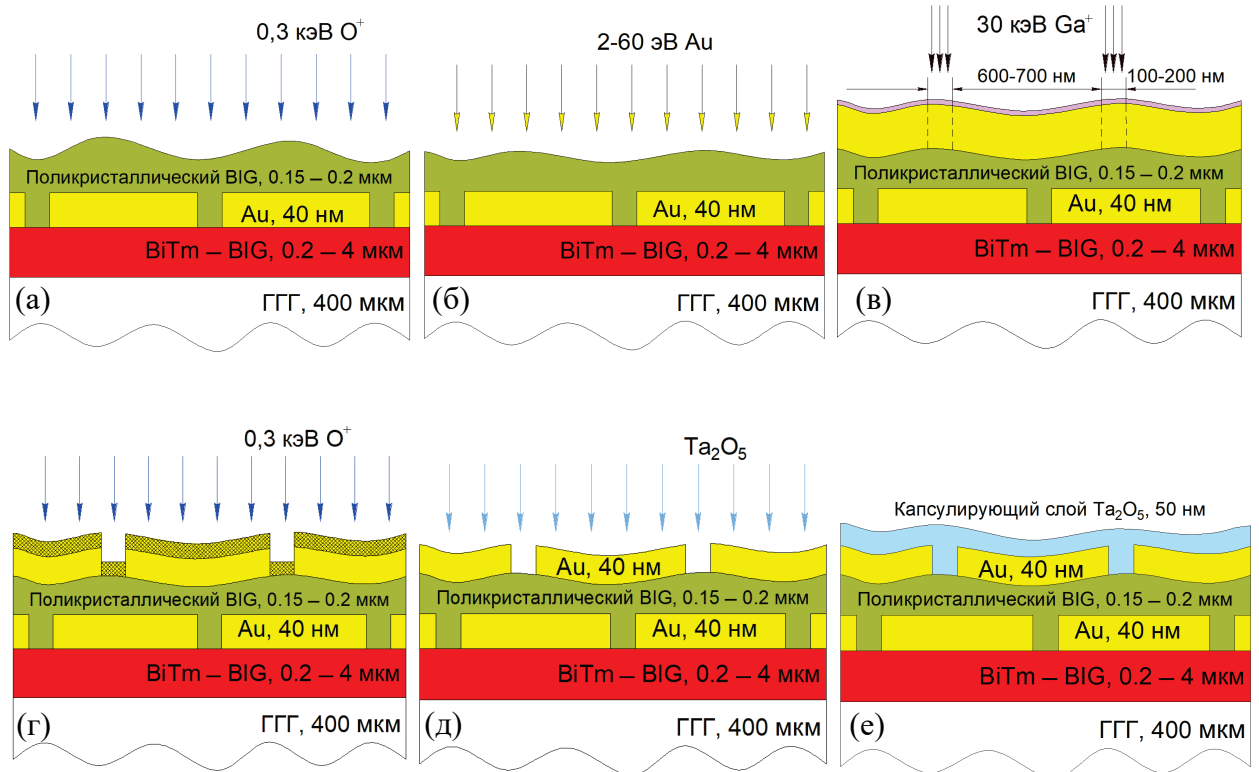 0,3 кэВ O⁺
Поликристаллический BIG, 0.15 – 0.2 мкм
Au, 40 нм
BiTm – BIG, 0.2 – 4 мкм
(а)
ГГГ, 400 мкм
2-60 эВ Au
Поликристаллический BIG, 0.15 – 0.2 мкм
Au, 40 нм
BiTm – BIG, 0.2 – 4 мкм
(б)
ГГГ, 400 мкм
30 кэВ Ga⁺
600-700 нм
100-200 нм
Поликристаллический BIG, 0.15 – 0.2 мкм
Au, 40 нм
BiTm – BIG, 0.2 – 4 мкм
(в)
ГГГ, 400 мкм
0,3 кэВ O⁺
Поликристаллический BIG, 0.15 – 0.2 мкм
Au, 40 нм
BiTm – BIG, 0.2 – 4 мкм
(г)
ГГГ, 400 мкм
Ta₂O₅
Au, 40 нм
Поликристаллический BIG, 0.15 – 0.2 мкм
Au, 40 нм
BiTm – BIG, 0.2 – 4 мкм
(д)
ГГГ, 400 мкм
Капсулирующий слой Ta₂O₅, 50 nm
Au, 40 нм
Поликристаллический BIG, 0.15 – 0.2 мкм
Au, 40 нм
BiTm – BIG, 0.2 – 4 мкм
(е)
ГГГ, 400 мкм